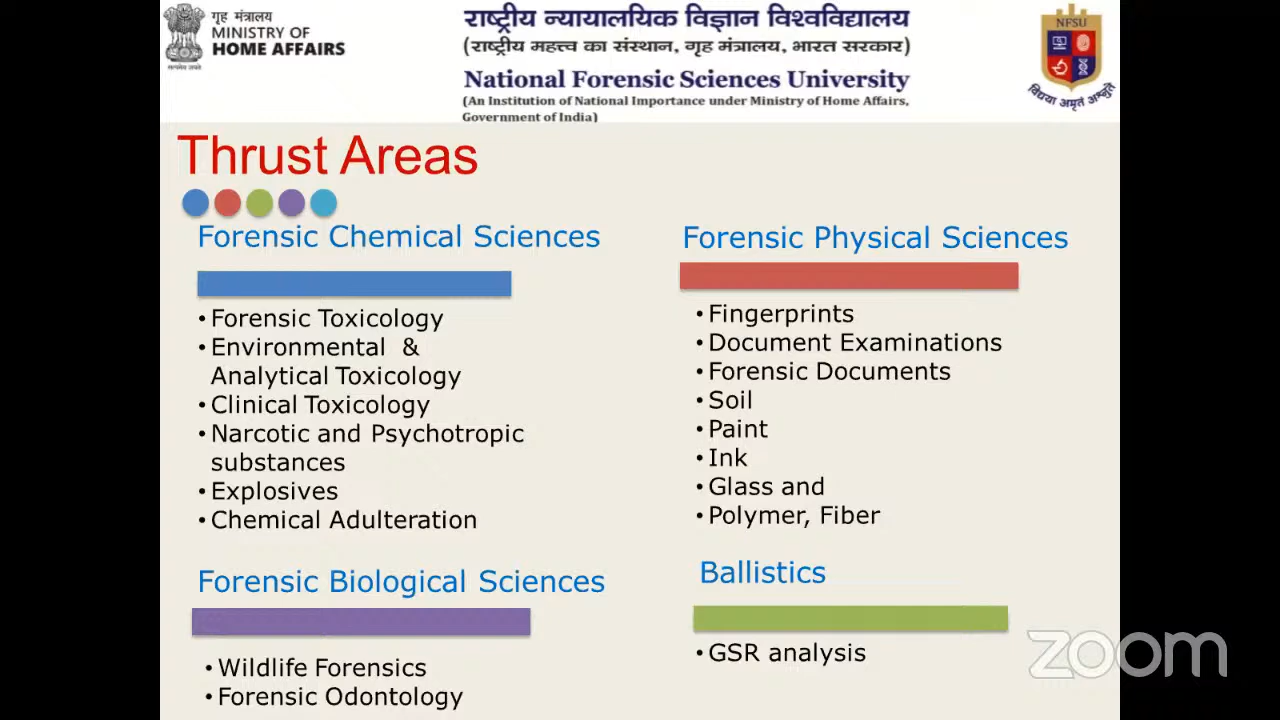 गृह मंत्रालय
MINISTRY OF
HOME AFFAIRS
सत्यमेव जयते
राष्ट्रीय न्यायालयिक विज्ञान विश्वविद्यालय
(राष्ट्रीय महत्त्व का संस्थान, गृह मंत्रालय, भारत सरकार)
National Forensic Sciences University
(An Institution of National Importance under Ministry of Home Affairs,
Government of India)
NFSU
विद्यया अमृतं अश्नुते
Thrust Areas
Forensic Chemical Sciences
• Forensic Toxicology
• Environmental & 
Analytical Toxicology
• Clinical Toxicology
• Narcotic and Psychotropic
substances
• Explosives
• Chemical Adulteration
Forensic Physical Sciences
• Fingerprints
• Document Examinations
• Forensic Documents
• Soil
• Paint
• Ink
• Glass and
• Polymer, Fiber
Forensic Biological Sciences
• Wildlife Forensics
• Forensic Odontology
Ballistics
• GSR analysis
zoom